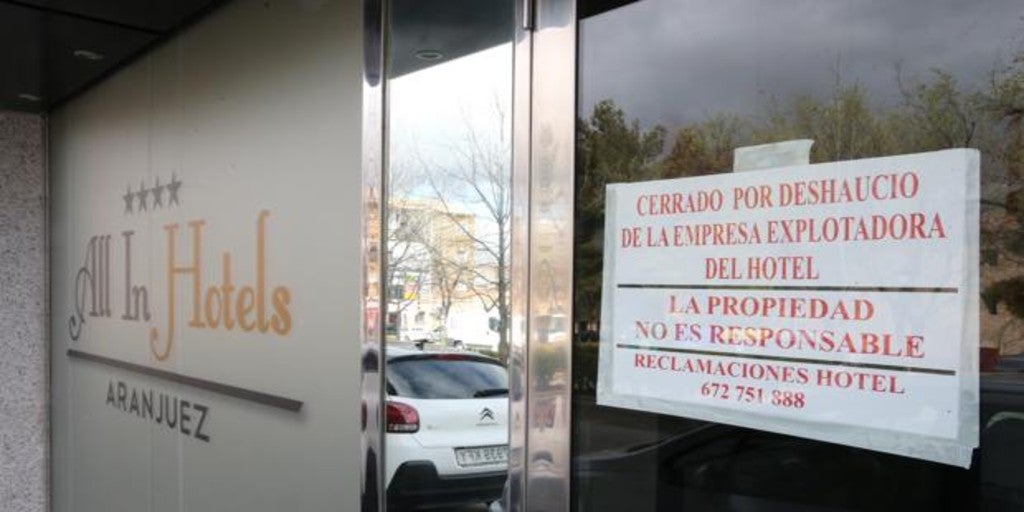 All In Hotels
ARANJUEZ
CERRADO POR DESHAUCIO
DE LA EMPRESA EXPLOTADORA
DEL HOTEL
LA PROPIEDAD
NO ES RESPONSABLE
RECLAMACIONES HOTEL
672 751 888